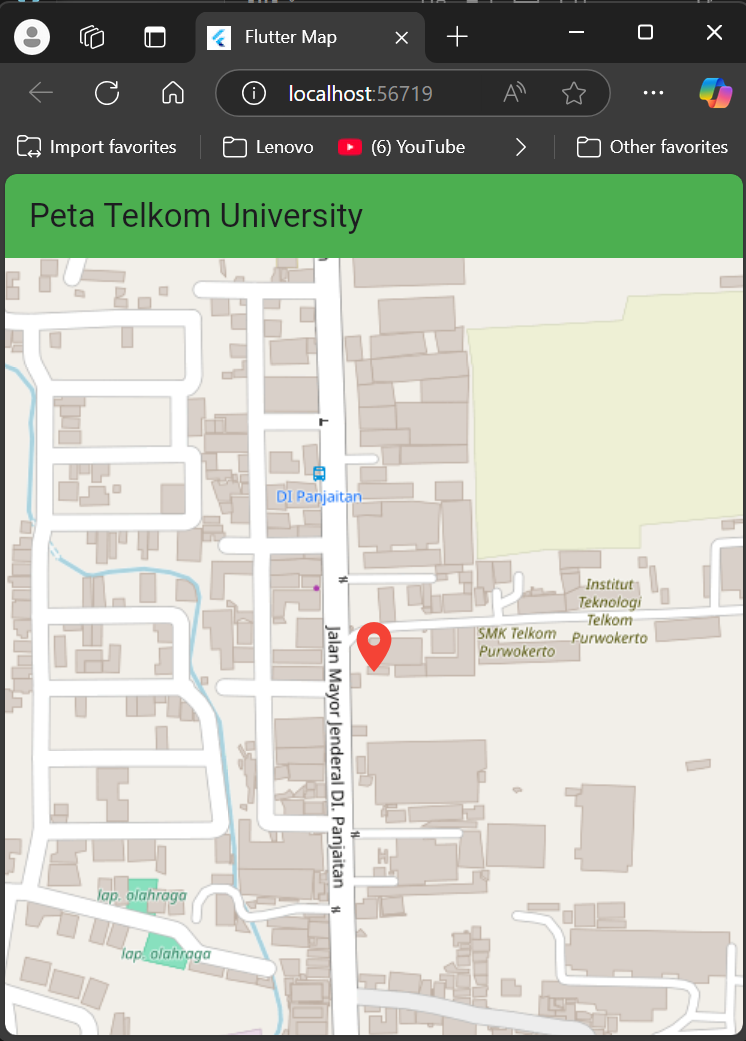 Flutter Map
localhost:56719
Import favorites
Lenovo
(6) YouTube
Other favorites
Peta Telkom University
DI Panjaitan
Institut
Teknologi
Telkom
Purwokerto
SMK Telkom
Purwokerto
Jalan Mayor Jenderal DI. Panjaitan
lap. olahraga
lap. olahraga